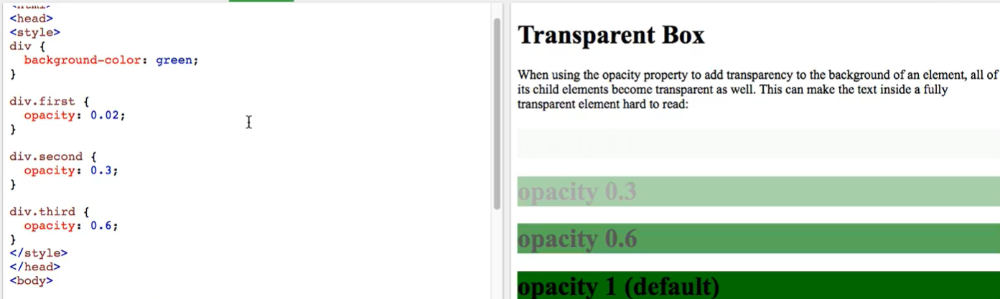 <head>
<style>
div {
  background-color: green;
}
div.first {
  opacity: 0.02;
}
div.second {
  opacity: 0.3;
}
div.third {
  opacity: 0.6;
}
</style>
</head>
<body>
Transparent Box
When using the opacity property to add transparency to the background of an element, all of
its child elements become transparent as well. This can make the text inside a fully
transparent element hard to read:
opacity 0.3
opacity 0.6
opacity 1 (default)